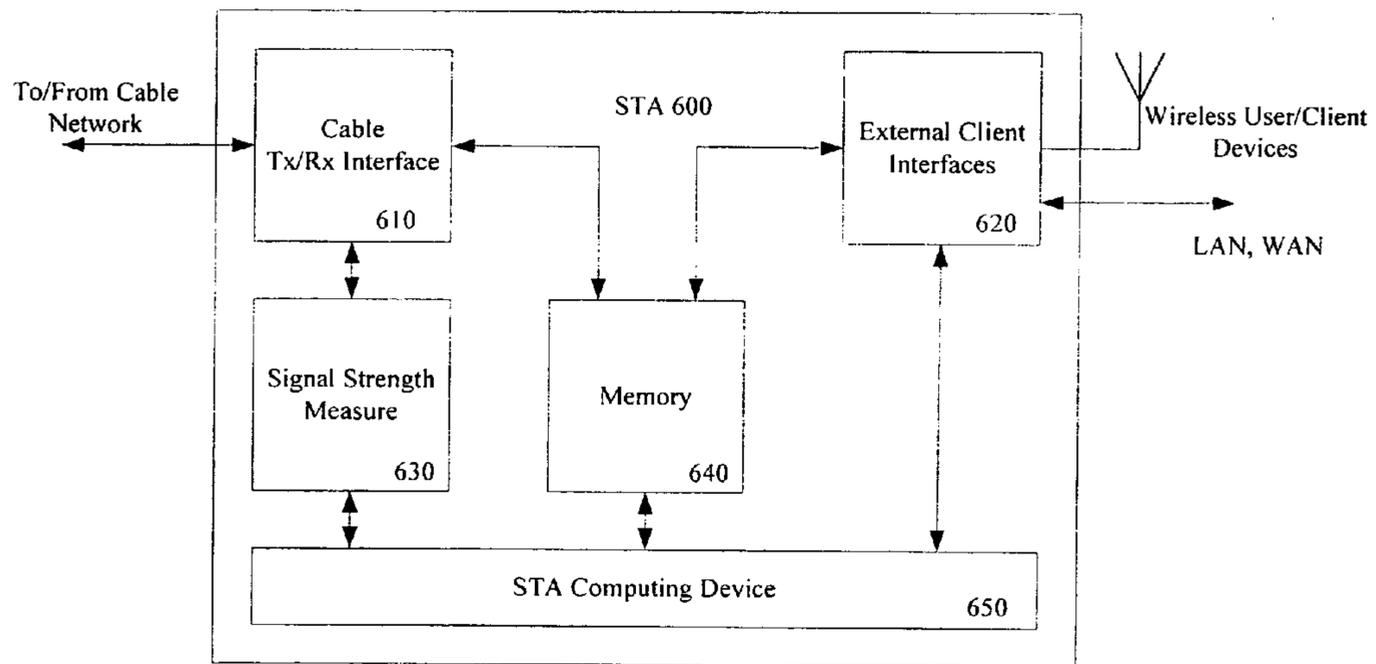 To/From Cable
Network
Cable
Tx/Rx Interface
610
STA 600
External Client
Interfaces
620
Wireless User/Client
Devices
LAN, WAN
Signal Strength
Measure
630
Memory
640
STA Computing Device
650